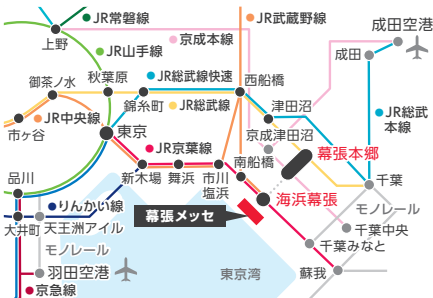 JR常磐線
JR武蔵野線
成田空港
上野
京成本線
JR山手線
成田
御茶ノ水
秋葉原
JR総武線快速
西船橋
JR中央線
錦糸町
JR総武線
津田沼
JR総武
本線
市ヶ谷
東京
京成津田沼
JR京葉線
南船橋
幕張本郷
品川
新木場
舞浜
市川
塩浜
海浜幕張
千葉
りんかい線
幕張メッセ
モノレール
大井町
天王洲アイル
千葉中央
モノレール
千葉みなと
羽田空港
東京湾
蘇我
京急線